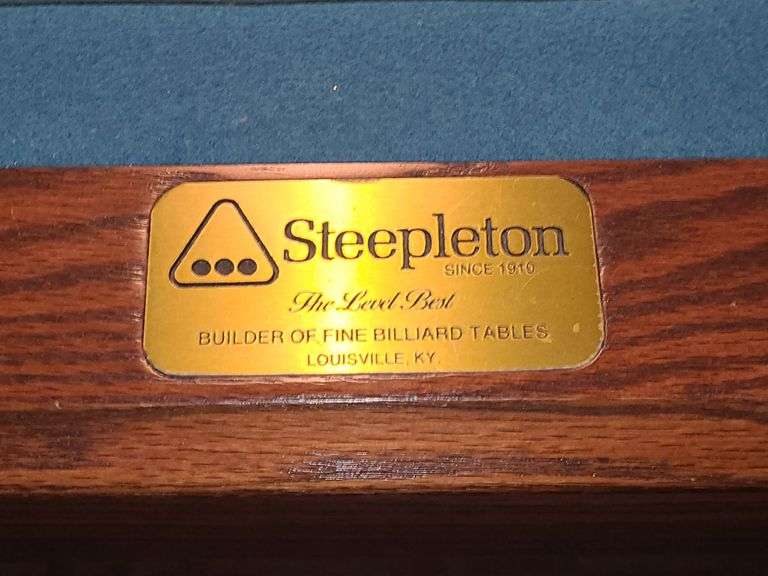 Steepleton
SINCE 1910
The Level Best
BUILDER OF FINE BILLIARD TABLES
LOUISVILLE, KY.